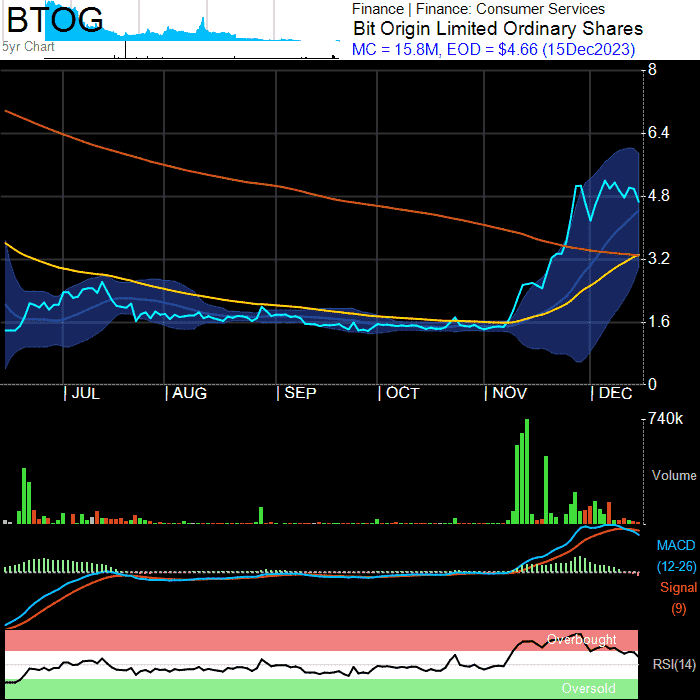 BTOG
5yr Chart
Finance | Finance: Consumer Services
Bit Origin Limited Ordinary Shares
MC = 15.8M, EOD = $4.66 (15Dec2023)
8
6.4
4.8
3.2
1.6
0
| JUL | AUG | SEP | OCT | NOV | DEC
740k
Volume
MACD
(12-26)
Signal
(9)
Overbought
RSI(14)
Oversold